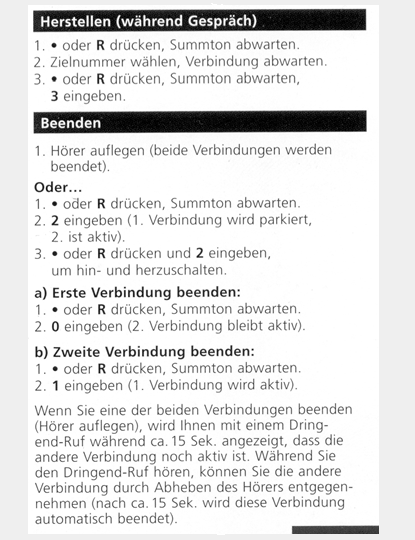 Herstellen (während Gespräch)
1. • oder R drücken, Summton abwarten.
2. Zielnummer wählen, Verbindung abwarten.
3. • oder R drücken, Summton abwarten,
3 eingeben.
Beenden
1. Hörer auflegen (beide Verbindungen werden
beendet).
Oder...
1. • oder R drücken, Summton abwarten.
2. 2 eingeben (1. Verbindung wird parkiert,
2. ist aktiv).
3. • oder R drücken und 2 eingeben,
um hin- und herzuschalten.
a) Erste Verbindung beenden:
1. • oder R drücken, Summton abwarten.
2. 0 eingeben (2. Verbindung bleibt aktiv).
b) Zweite Verbindung beenden:
1. • oder R drücken, Summton abwarten.
2. 1 eingeben (1. Verbindung wird aktiv).
Wenn Sie eine der beiden Verbindungen beenden
(Hörer auflegen), wird Ihnen mit einem Dring-
end-Ruf während ca. 15 Sek. angezeigt, dass die
andere Verbindung noch aktiv ist. Während Sie
den Dringend-Ruf hören, können Sie die andere
Verbindung durch Abheben des Hörers entgegen-
nehmen (nach ca. 15 Sek. wird diese Verbindung
automatisch beendet).